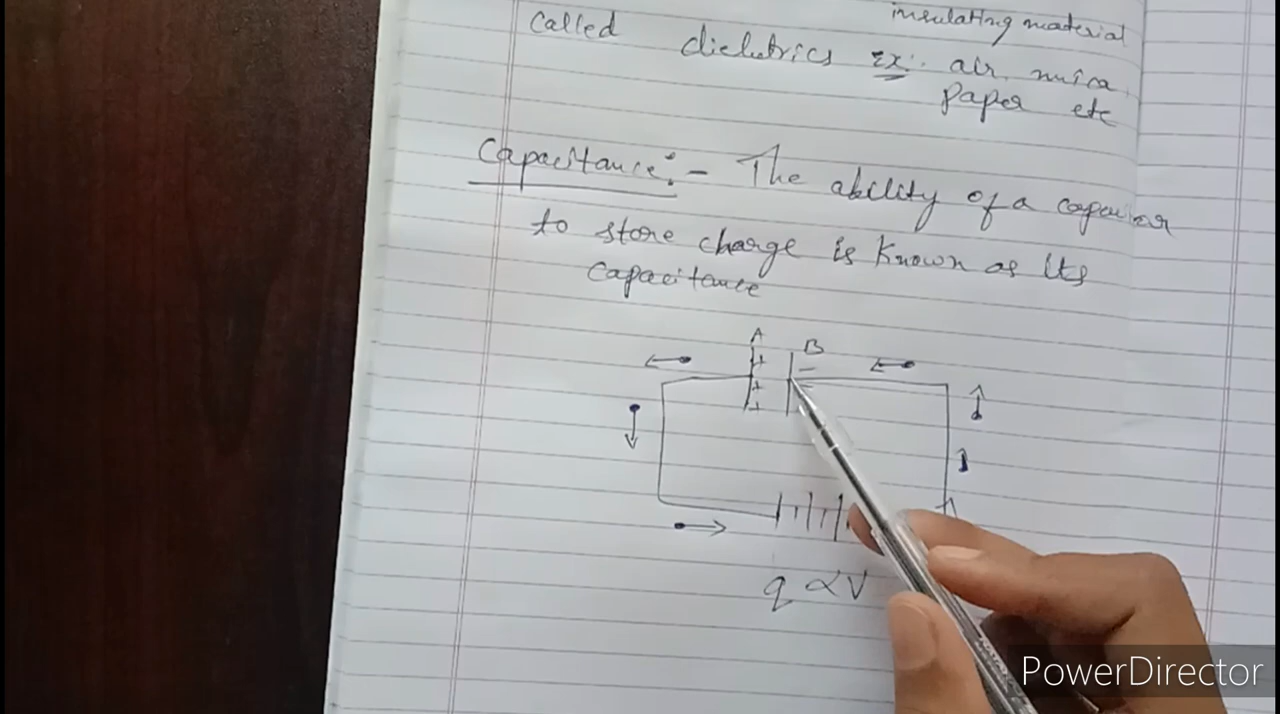 insulating material
called dieletrics Ex:- air, mica,
paper etc
Capacitance:- The ability of a capacitor
to store charge is known as its
capacitance
A
B
+
+
+
q ∝ V
PowerDirector